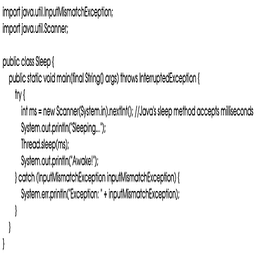 import java.util.InputMismatchException;
import java.util.Scanner;
public class Sleep {
public static void main(final String[] args) throws InterruptedException {
try {
int ms = new Scanner(System.in).nextInt(); //Java's sleep method accepts milliseconds
System.out.println("Sleeping...");
Thread.sleep(ms);
System.out.println("Awake!");
} catch (InputMismatchException inputMismatchException) {
System.err.println("Exception: " + inputMismatchException);
}
}
}